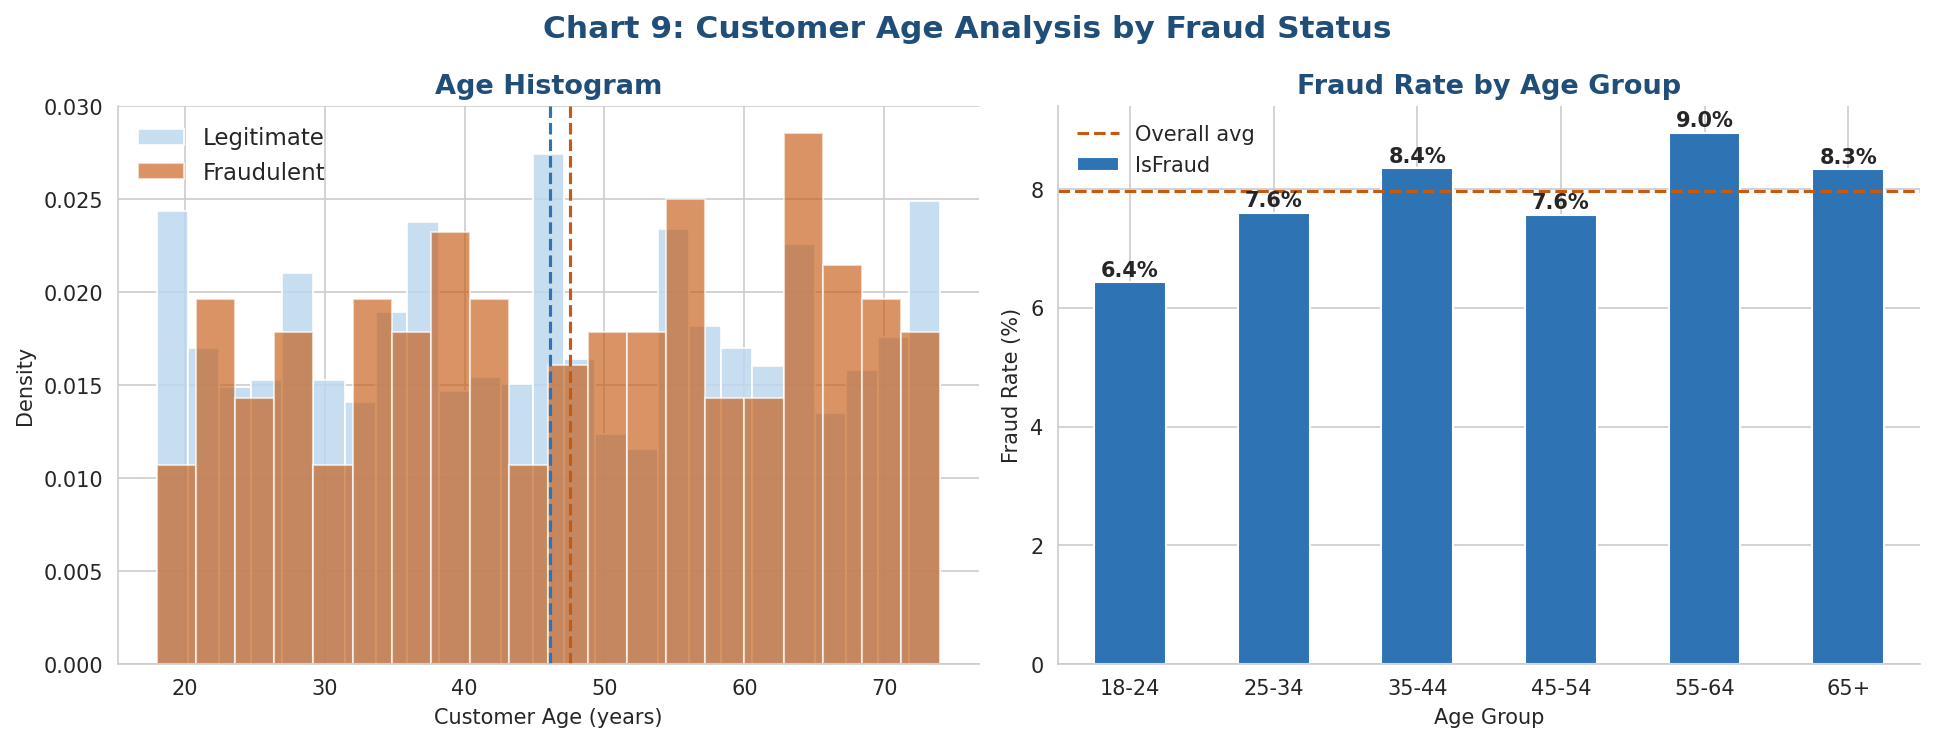 Chart 9: Customer Age Analysis by Fraud Status
Age Histogram
Legitimate
Fraudulent
0.030
0.025
0.020
0.015
0.010
0.005
0.000
Density
20 30 40 50 60 70
Customer Age (years)
Fraud Rate by Age Group
Overall avg
IsFraud
8
6
4
2
0
Fraud Rate (%)
6.4%
7.6%
8.4%
7.6%
9.0%
8.3%
18-24 25-34 35-44 45-54 55-64 65+
Age Group